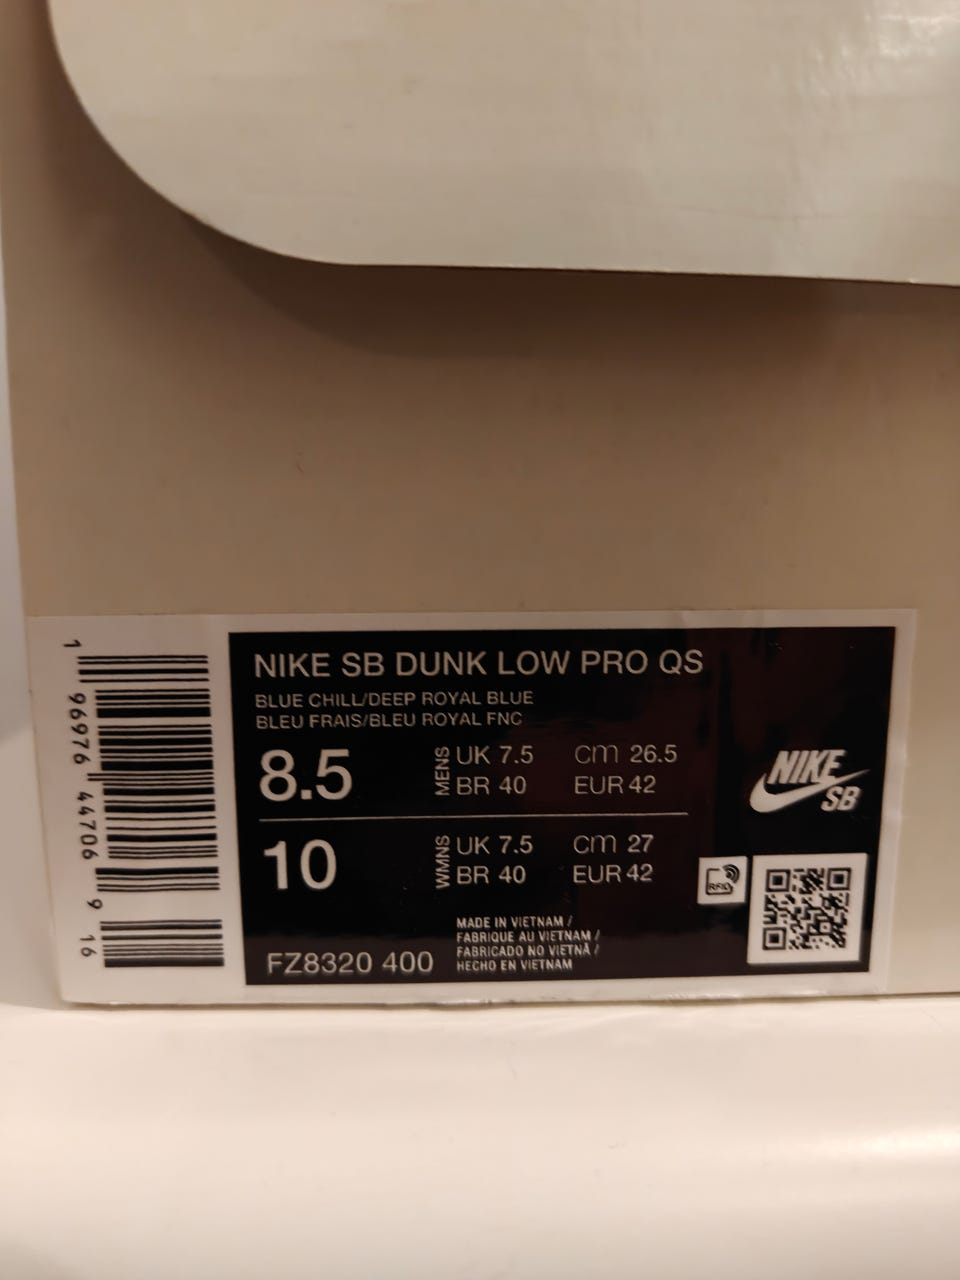 NIKE SB DUNK LOW PRO QS
BLUE CHILL/DEEP ROYAL BLUE
BLEU FRAIS/BLEU ROYAL FNC
8.5
MENS
UK 7.5 cm 26.5
BR 40 EUR 42
10
WMNS
UK 7.5 cm 27
BR 40 EUR 42
MADE IN VIETNAM /
FABRIQUE AU VIETNAM /
FABRICADO NO VIETNÃ /
HECHO EN VIETNAM
FZ8320 400
NIKE
SB
RFID
1 96976 44706 9 16